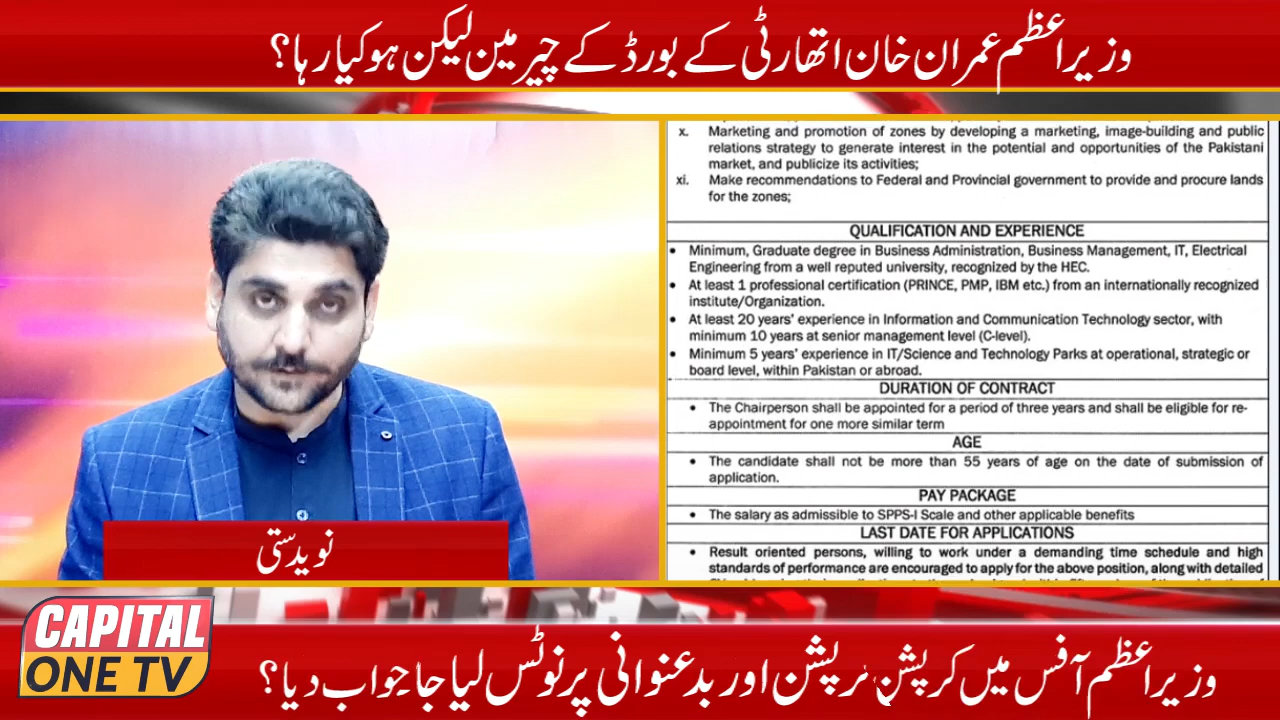 وزیراعظم عمران خان اتھارٹی کے بورڈ کے چیرمین لیکن ہو کیا رہا؟
x. Marketing and promotion of zones by developing a marketing, image-building and public
relations strategy to generate interest in the potential and opportunities of the Pakistani
market, and publicize its activities;
xi. Make recommendations to Federal and Provincial government to provide and procure lands
for the zones;
QUALIFICATION AND EXPERIENCE
• Minimum, Graduate degree in Business Administration, Business Management, IT, Electrical
Engineering from a well reputed university, recognized by the HEC.
• At least 1 professional certification (PRINCE, PMP, IBM etc.) from an internationally recognized
institute/Organization.
• At least 20 years' experience in Information and Communication Technology sector, with
minimum 10 years at senior management level (C-level).
• Minimum 5 years' experience in IT/Science and Technology Parks at operational, strategic or
board level, within Pakistan or abroad.
DURATION OF CONTRACT
• The Chairperson shall be appointed for a period of three years and shall be eligible for re-
appointment for one more similar term
AGE
• The candidate shall not be more than 55 years of age on the date of submission of
application.
PAY PACKAGE
• The salary as admissible to SPPS-I Scale and other applicable benefits
LAST DATE FOR APPLICATIONS
• Result oriented persons, willing to work under a demanding time schedule and high
standards of performance are encouraged to apply for the above position, along with detailed
نوید ستی
CAPITAL
ONE TV
وزیراعظم آفس میں کرپشن اور بدعنوانی پر نوٹس لیا جا جواب دیا؟